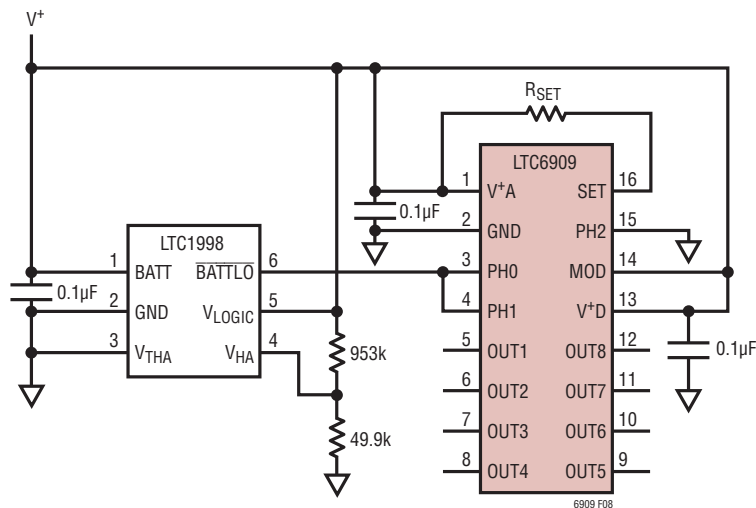 V+
RSET
LTC6909
1
V+A
SET
16
0.1µF
2
GND
PH2
15
LTC1998
1
BATT
BATTLO
6
3
PH0
MOD
14
0.1µF
2
GND
VLOGIC
5
4
PH1
V+D
13
3
VTHA
VHA
4
953k
5
OUT1
OUT8
12
0.1µF
6
OUT2
OUT7
11
49.9k
7
OUT3
OUT6
10
8
OUT4
OUT5
9
6909 F08